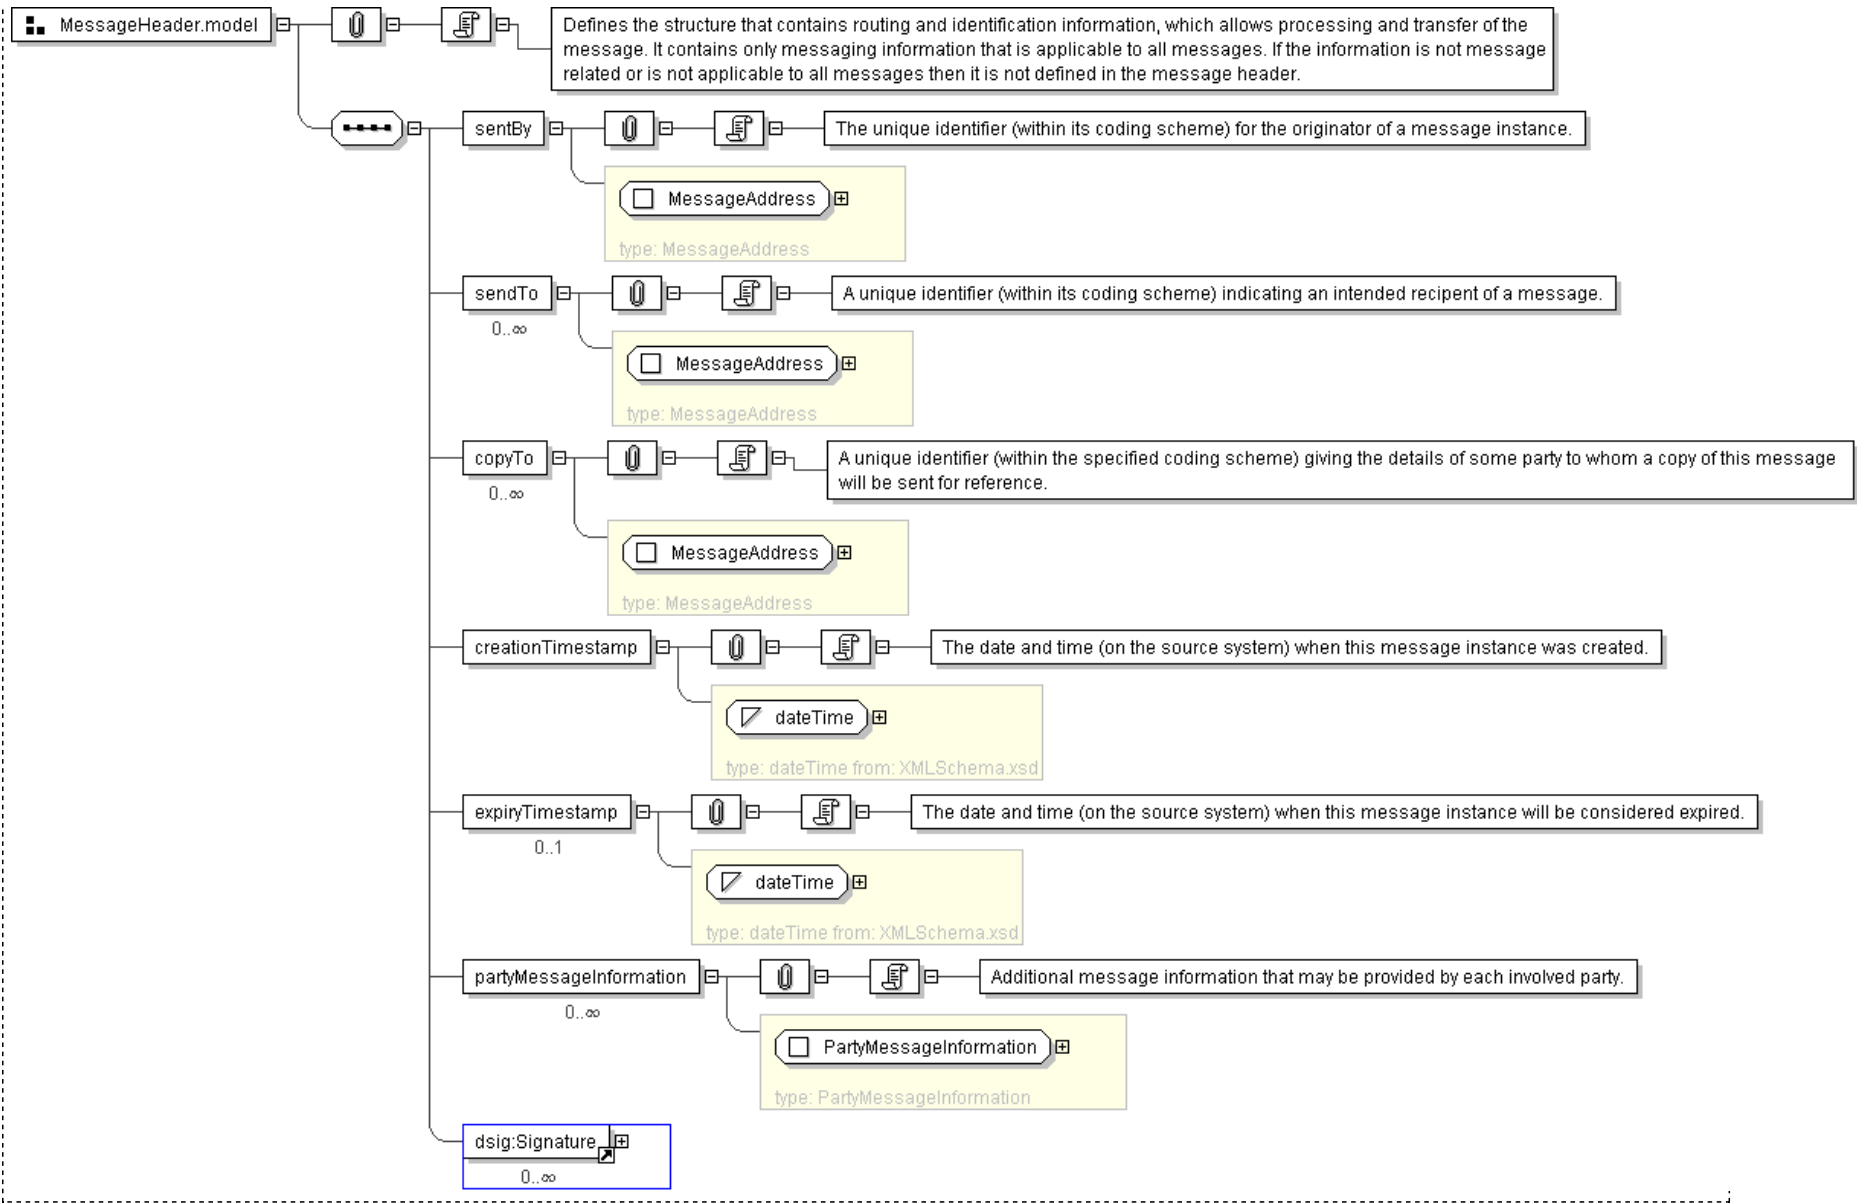 MessageHeader.model
Defines the structure that contains routing and identification information, which allows processing and transfer of the
message. It contains only messaging information that is applicable to all messages. If the information is not message
related or is not applicable to all messages then it is not defined in the message header.
sentBy
The unique identifier (within its coding scheme) for the originator of a message instance.
MessageAddress
type: MessageAddress
sendTo
A unique identifier (within its coding scheme) indicating an intended recipent of a message.
0..∞
MessageAddress
type: MessageAddress
copyTo
A unique identifier (within the specified coding scheme) giving the details of some party to whom a copy of this message
will be sent for reference.
0..∞
MessageAddress
type: MessageAddress
creationTimestamp
The date and time (on the source system) when this message instance was created.
dateTime
type: dateTime from: XMLSchema.xsd
expiryTimestamp
The date and time (on the source system) when this message instance will be considered expired.
0..1
dateTime
type: dateTime from: XMLSchema.xsd
partyMessageInformation
Additional message information that may be provided by each involved party.
0..∞
PartyMessageInformation
type: PartyMessageInformation
dsig:Signature
0..∞